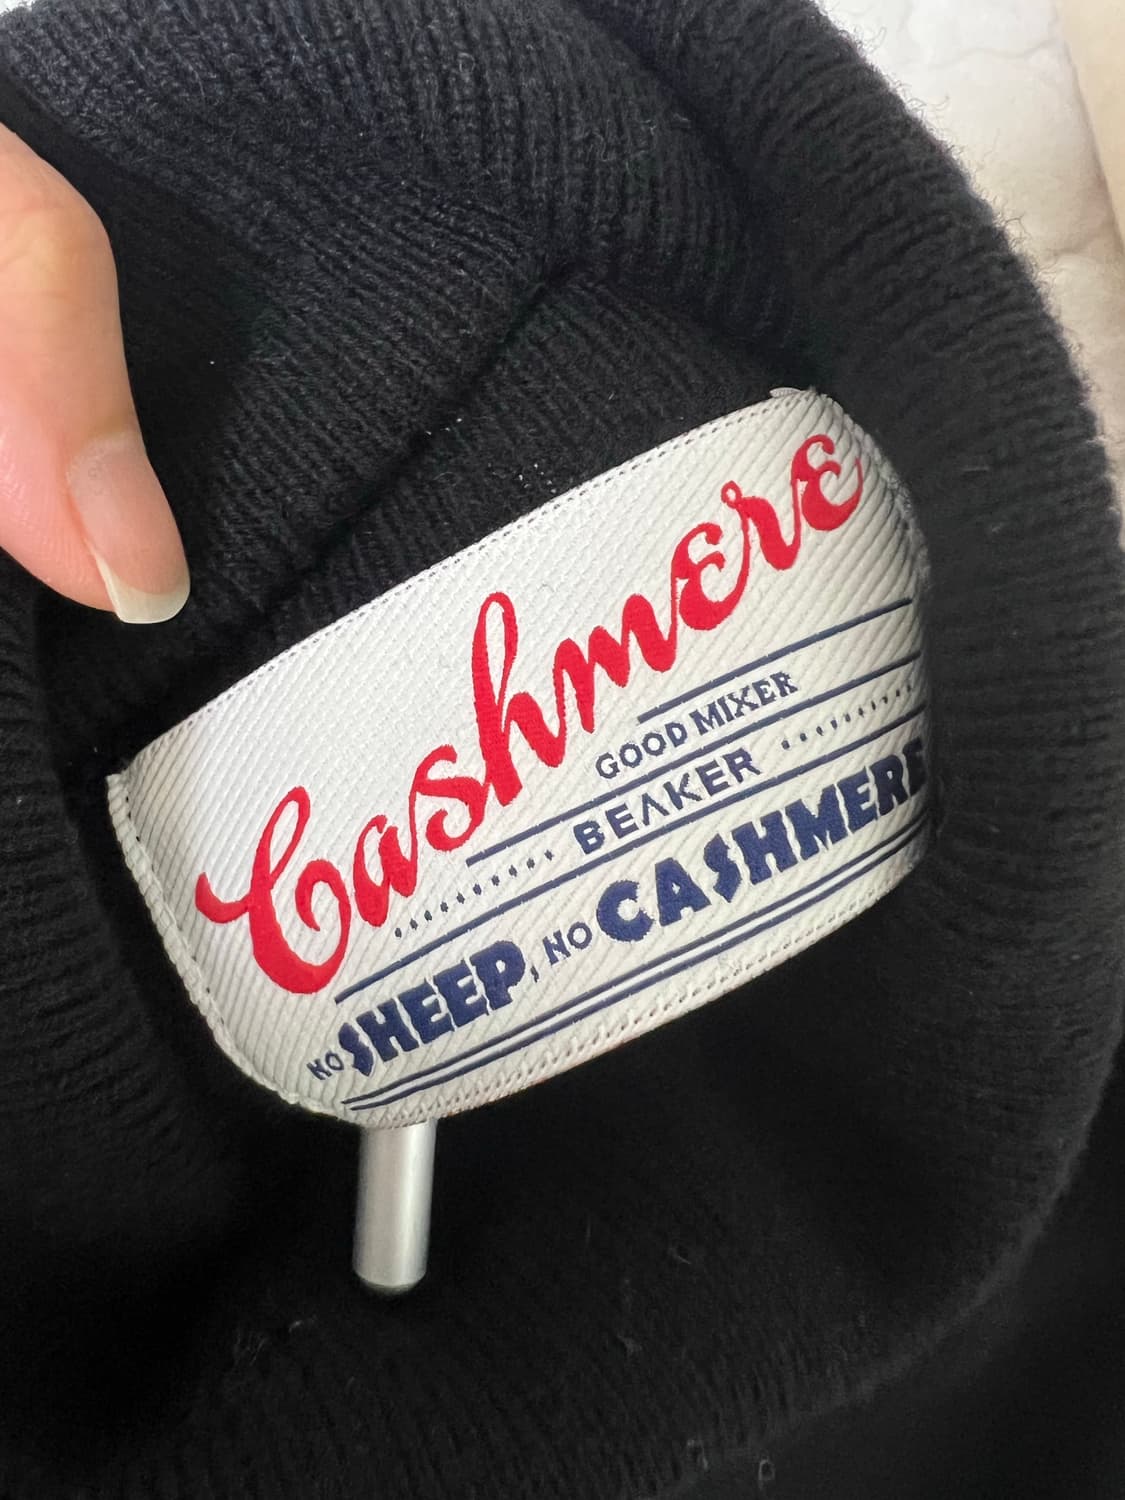 Cashmere
GOOD MIXER
BEAKER
NO SHEEP, NO CASHMERE